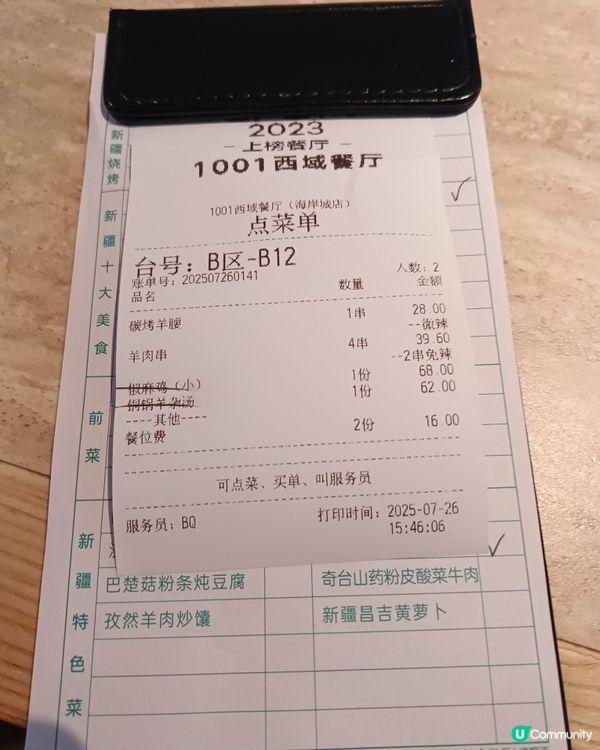 2023
上榜餐厅
1001西域餐厅
1001西域餐厅（海岸城店）
点菜单
台号：B区-B12
账单号：202507260141 人数：2
品名 数量 金额
碳烤羊腰 1串 28.00
--微辣
羊肉串 4串 39.60
--2串免辣
椒麻鸡（小） 1份 68.00
铜锅羊杂汤 1份 62.00
----其他----
餐位费 2份 16.00
可点菜、买单、叫服务员
服务员：BQ 打印时间：2025-07-26
15:46:06
新疆烧烤
新疆十大美食
前菜
新疆特色菜
巴楚菇粉条炖豆腐 奇台山药粉皮酸菜牛肉
孜然羊肉炒馕 新疆昌吉黄萝卜
U Community